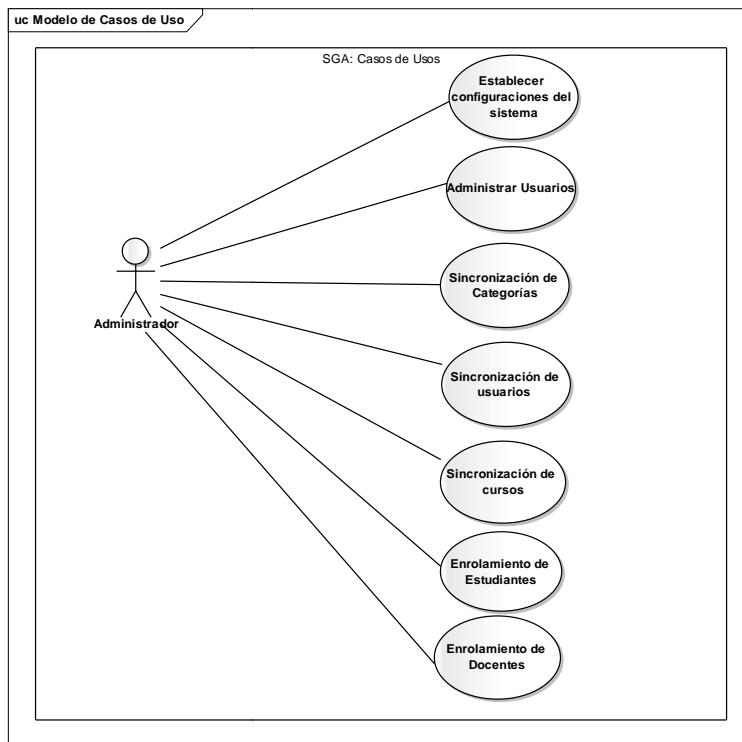 uc Modelo de Casos de Uso
SGA: Casos de Usos
Establecer
configuraciones del
sistema
Administrar Usuarios
Sincronización de
Categorías
Administrador
Sincronización de
usuarios
Sincronización de
cursos
Enrolamiento de
Estudiantes
Enrolamiento de
Docentes